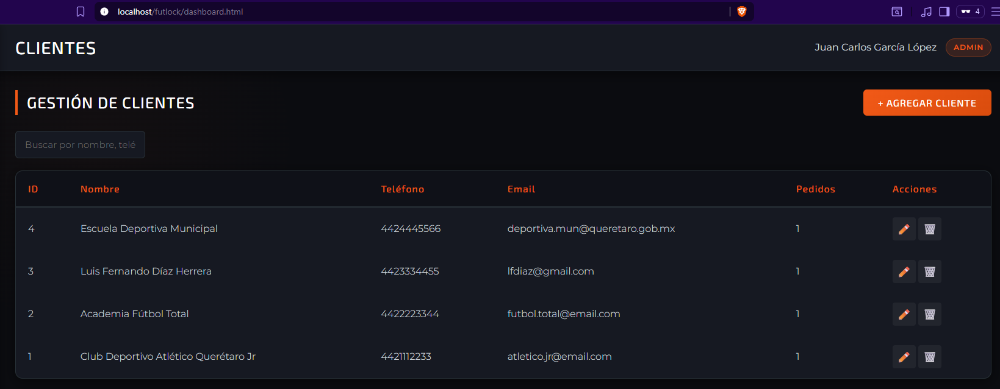 localhost/futlock/dashboard.html
4
CLIENTES
Juan Carlos García López
ADMIN
GESTIÓN DE CLIENTES
+ AGREGAR CLIENTE
Buscar por nombre, telé
ID Nombre Teléfono Email Pedidos Acciones
4 Escuela Deportiva Municipal 4424445566 deportiva.mun@queretaro.gob.mx 1
3 Luis Fernando Díaz Herrera 4423334455 lfdiaz@gmail.com 1
2 Academia Fútbol Total 4422223344 futbol.total@email.com 1
1 Club Deportivo Atlético Querétaro Jr 4421112233 atletico.jr@email.com 1